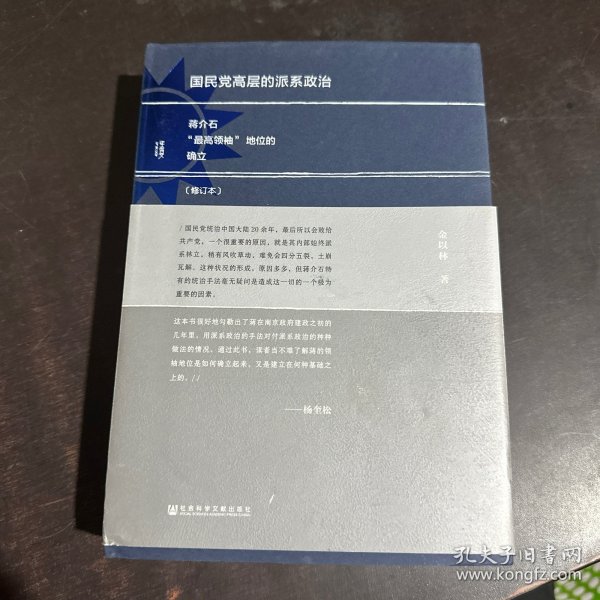 国民党高层的派系政治
蒋介石
“最高领袖”地位的
确立
〔修订本〕
金以林 著
/ 国民党统治中国大陆20余年，最后所以会败给
共产党，一个很重要的原因，就是其内部始终派
系林立，稍有风吹草动，难免会四分五裂，土崩
瓦解。这种状况的形成，原因多多，但蒋介石特
有的统治手法毫无疑问是造成这一切的一个极为
重要的因素。
这本书很好地勾勒出了蒋在南京政府建政之初的
几年里，用派系政治的手法对付派系政治的种种
做法的情况。通过此书，读者当不难了解蒋的领
袖地位是如何确立起来，又是建立在何种基础之
上的。//
——杨奎松
社会科学文献出版社
SOCIAL SCIENCES ACADEMIC PRESS (CHINA)
孔夫子旧书网
www.kongfz.com